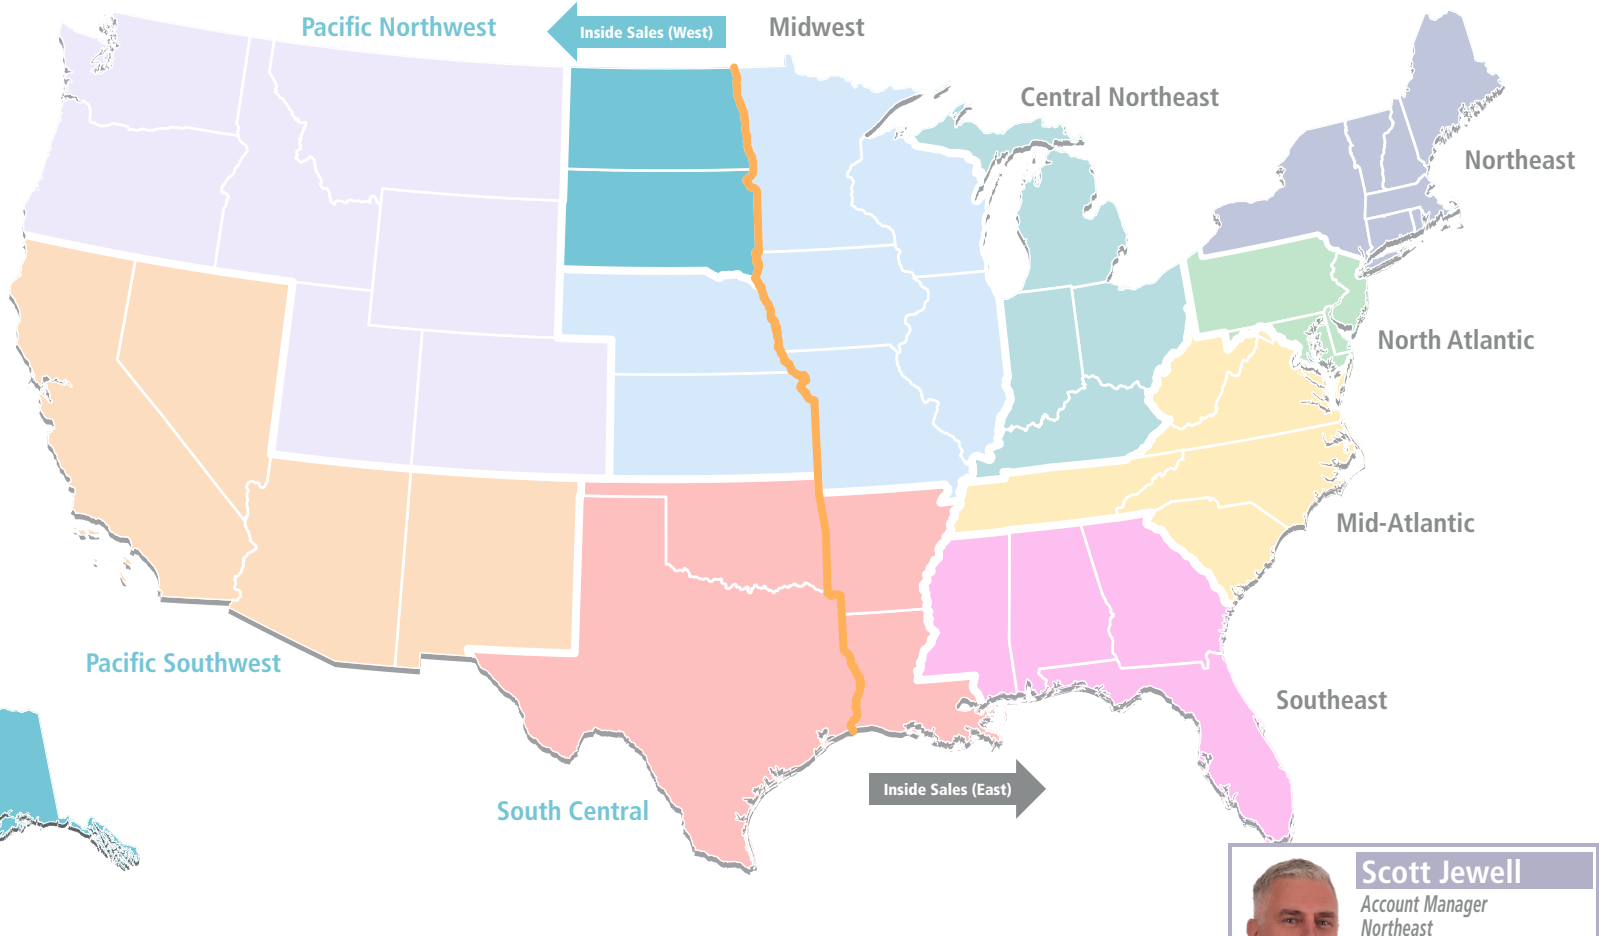 Pacific Northwest
Inside Sales (West)
Midwest
Central Northeast
Northeast
North Atlantic
Mid-Atlantic
Pacific Southwest
Southeast
Inside Sales (East)
South Central
Scott Jewell
Account Manager
Northeast